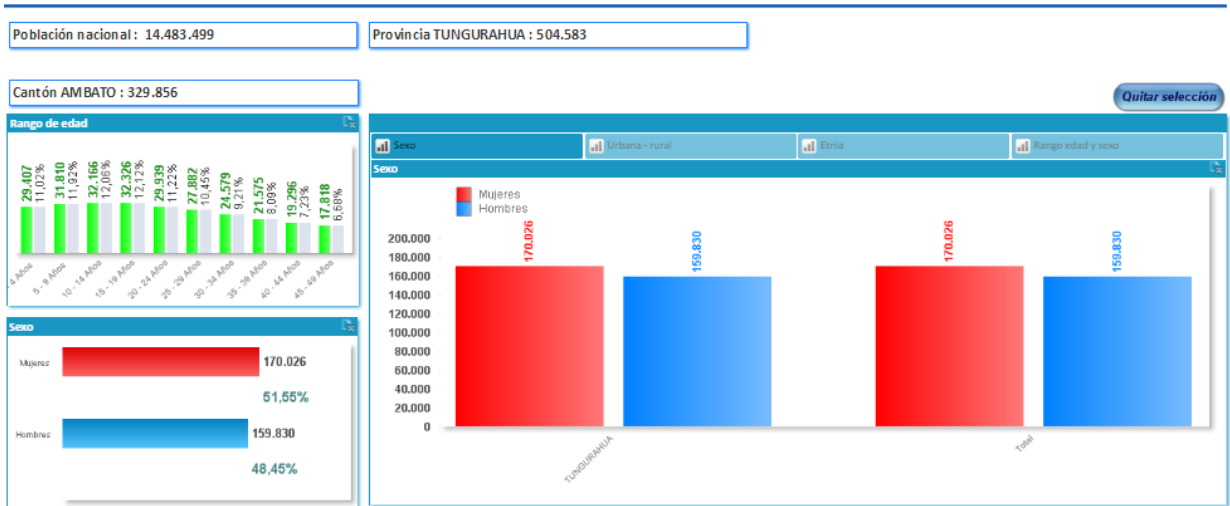 Población nacional : 14.483.499
Provincia TUNGURAHUA : 504.583
Cantón AMBATO : 329.856
Quitar selección
Rango de edad
29.407 11,02%
31.810 11,92%
32.166 12,06%
32.326 12,12%
29.939 11,22%
27.882 10,45%
24.579 9,21%
21.575 8,09%
19.296 7,23%
17.818 6,68%
4 Años
5 - 9 Años
10 - 14 Años
15 - 19 Años
20 - 24 Años
25 - 29 Años
30 - 34 Años
35 - 39 Años
40 - 44 Años
45 - 49 Años
Sexo
Mujeres
170.026
51,55%
Hombres
159.830
48,45%
Sexo
Urbana - rural
Etnia
Rango edad y sexo
Sexo
Mujeres
Hombres
200.000
180.000
160.000
140.000
120.000
100.000
80.000
60.000
40.000
20.000
0
170.026
159.830
170.026
159.830
TUNGURAHUA
Total